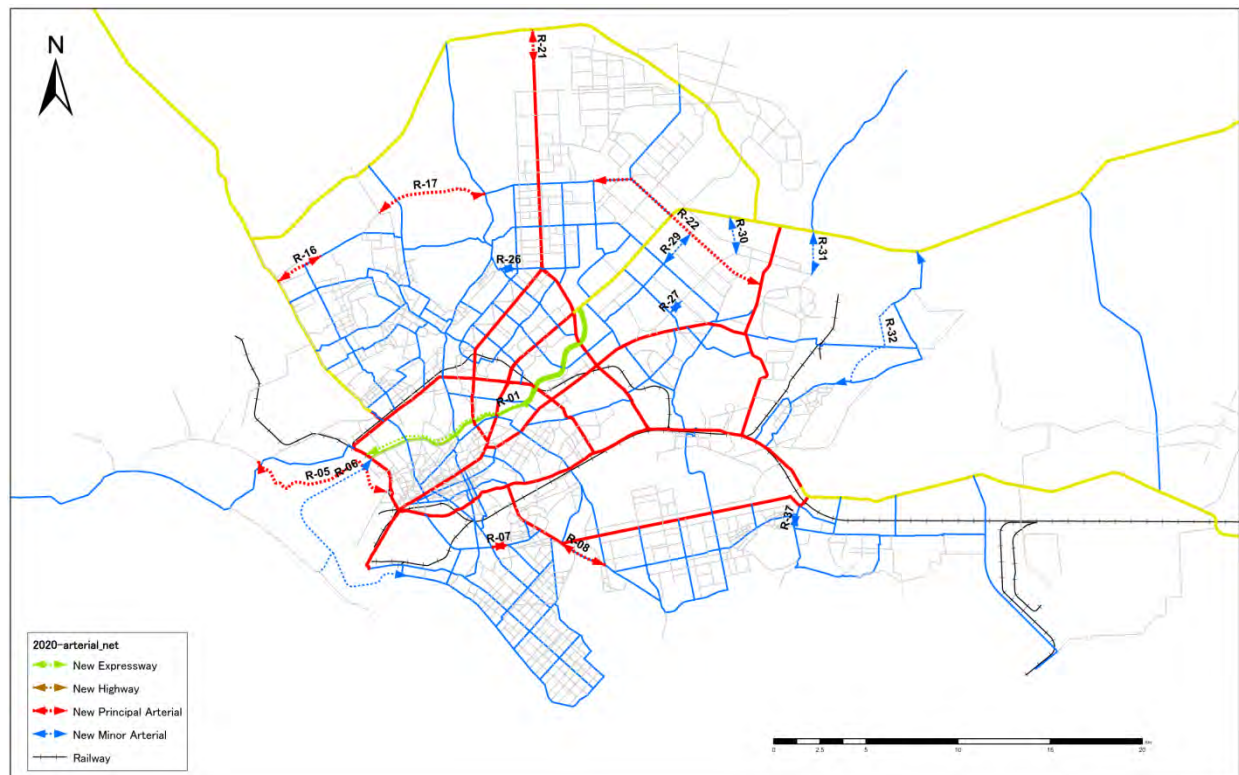 N
R-21
R-17
R-22
R-16
R-30
R-29
R-31
R-26
R-27
R-32
R-01
R-05
R-06
R-37
R-07
R-08
2020-arterial_net
New Expressway
New Highway
New Principal Arterial
New Minor Arterial
Railway
0 2.5 5 10 15 20